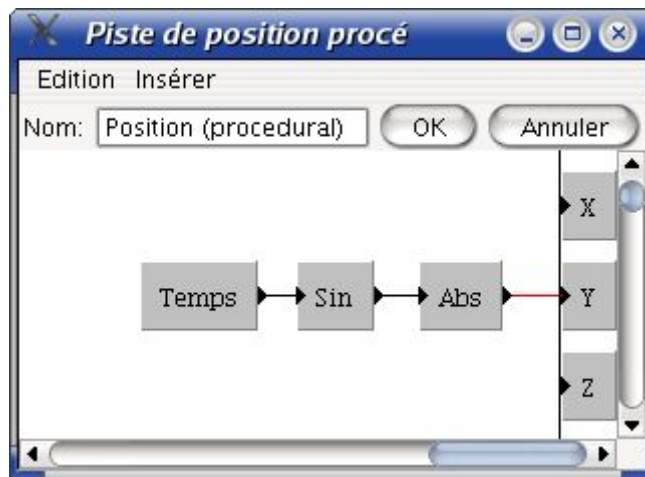 Piste de position procé
Edition Insérer
Nom: Position (procedural) OK Annuler
X
Temps Sin Abs Y
Z